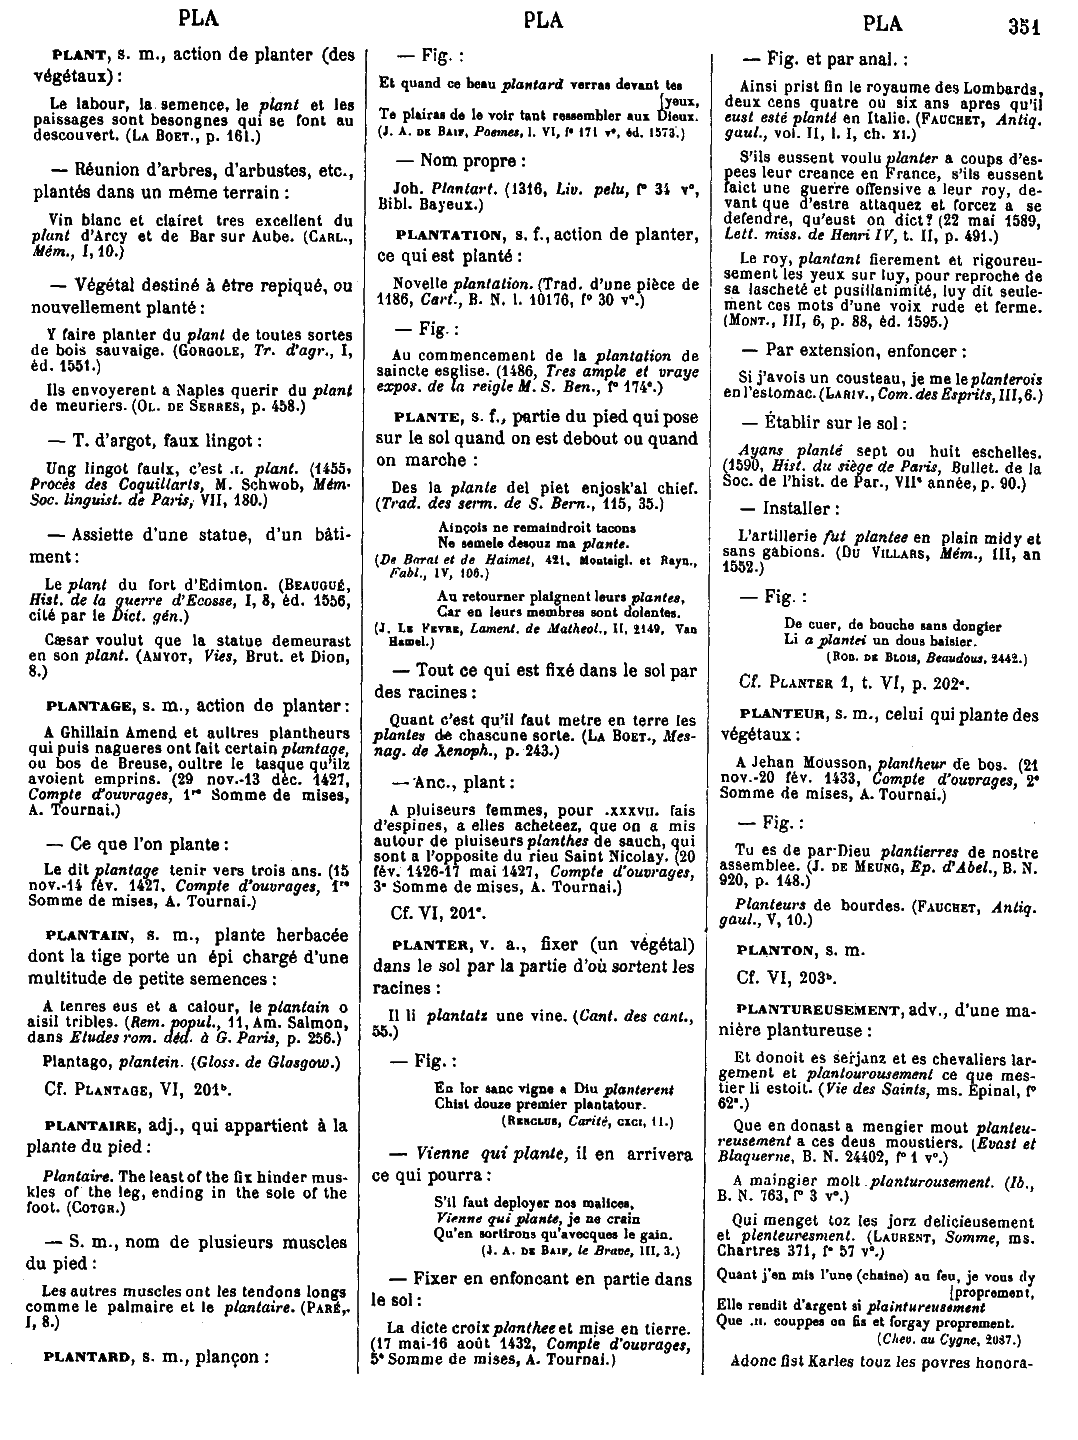 PLA
PLA
PLA
351
PLANT, s. m., action de planter (des
végétaux) :
Le labour, la semence, le plant et les
paissages sont besongnes qui se font au
descouvert. (LA BOET., p. 161.)
— Réunion d'arbres, d'arbustes, etc.,
plantés dans un même terrain :
Vin blanc et clairet tres excellent du
plant d'Arcy et de Bar sur Aube. (CARL.,
Mém., I, 10.)
— Végétal destiné à être repiqué, ou
nouvellement planté :
Y faire planter du plant de toutes sortes
de bois sauvaige. (GORGOLE, Tr. d'agr., I,
éd. 1551.)
Ils envoyerent a Naples querir du plant
de meuriers. (OL. DE SERRES, p. 458.)
— T. d'argot, faux lingot :
Ung lingot faulx, c'est .I. plant. (1455,
Procès des Coquillarts, M. Schwob, Mém.
Soc. linguist. de Paris, VII, 180.)
— Assiette d'une statue, d'un bâti-
ment :
Le plant du fort d'Edimton. (BEAUGUÉ,
Hist. de la guerre d'Ecosse, I, 8, éd. 1556,
cité par le Dict. gén.)
Cæsar voulut que la statue demeurast
en son plant. (AMYOT, Vies, Brut. et Dion,
8.)
PLANTAGE, s. m., action de planter :
A Ghillain Amend et aultres plantheurs
qui puis nagueres ont fait certain plantage,
ou bos de Breuse, oultre le tasque qu'ilz
avoient emprins. (29 nov.-13 déc. 1427,
Compte d'ouvrages, 1re Somme de mises,
A. Tournai.)
— Ce que l'on plante :
Le dit plantage tenir vers trois ans. (15
nov.-14 fév. 1427, Compte d'ouvrages, 1re
Somme de mises, A. Tournai.)
PLANTAIN, s. m., plante herbacée
dont la tige porte un épi chargé d'une
multitude de petite semences :
A tenres eus et a calour, le plantain o
aisil tribles. (Rem. popul., 11, Am. Salmon,
dans Etudes rom. déd. à G. Paris, p. 256.)
Plantago, plantein. (Gloss. de Glasgow.)
Cf. PLANTAGE, VI, 201b.
PLANTAIRE, adj., qui appartient à la
plante du pied :
Plantaire. The least of the six hinder mus-
kles of the leg, ending in the sole of the
foot. (COTGR.)
— S. m., nom de plusieurs muscles
du pied :
Les autres muscles ont les tendons longs
comme le palmaire et le plantaire. (PARÉ,
I, 8.)
PLANTARD, s. m., plançon :
— Fig. :
Et quand ce beau plantard verras devant tes
[yeux,
Te plairas de le voir tant ressembler aux Dieux.
(J. A. DE BAIF, Poemes, l. VI, f° 171 v°, éd. 1573.)
— Nom propre :
Joh. Plantart. (1316, Liv. pelu, f° 34 v°,
Bibl. Bayeux.)
PLANTATION, s. f., action de planter,
ce qui est planté :
Novelle plantation. (Trad. d'une pièce de
1186, Cart., B. N. l. 10176, f° 30 v°.)
— Fig. :
Au commencement de la plantation de
saincte esglise. (1486, Tres ample et vraye
expos. de la reigle M. S. Ben., f° 174a.)
PLANTE, s. f., partie du pied qui pose
sur le sol quand on est debout ou quand
on marche :
Des la plante del piet enjosk'al chief.
(Trad. des serm. de S. Bern., 115, 35.)
Ainçois ne remaindroit tacons
Ne semele desouz ma plante.
(De Barat et de Haimet, 421, Montaigl. et Rayn.,
Fabl., IV, 106.)
Au retourner plaignent leurs plantes,
Car en leurs membres sont dolentes.
(J. LE FEVRE, Lament. de Matheol., II, 2149, Van
Hamel.)
— Tout ce qui est fixé dans le sol par
des racines :
Quant c'est qu'il faut metre en terre les
plantes de chascune sorte. (LA BOET., Mes-
nag. de Xenoph., p. 243.)
— Anc., plant :
A pluiseurs femmes, pour .XXXVII. fais
d'espines, a elles acheteez, que on a mis
autour de pluiseurs planthes de sauch, qui
sont a l'opposite du rieu Saint Nicolay. (20
fév. 1426-17 mai 1427, Compte d'ouvrages,
3e Somme de mises, A. Tournai.)
Cf. VI, 201c.
PLANTER, v. a., fixer (un végétal)
dans le sol par la partie d'où sortent les
racines :
Il li plantatz une vine. (Cant. des cant.,
55.)
— Fig. :
En lor sanc vigne a Diu planterent
Chist douze premier plantatour.
(RENCLUS, Carité, CXCI, 11.)
— Vienne qui plante, il en arrivera
ce qui pourra :
S'il faut deployer nos malices,
Vienne qui plante, je ne crain
Qu'en sortirons qu'avecques le gain.
(J. A. DE BAIF, le Brave, III, 3.)
— Fixer en enfoncant en partie dans
le sol :
La dicte croix planthee et mise en tierre.
(17 mai-16 août 1432, Compte d'ouvrages,
5e Somme de mises, A. Tournai.)
— Fig. et par anal. :
Ainsi prist fin le royaume des Lombards,
deux cens quatre ou six ans apres qu'il
eust esté planté en Italie. (FAUCHET, Antiq.
gaul., vol. II, l. I, ch. XI.)
S'ils eussent voulu planter a coups d'es-
pees leur creance en France, s'ils eussent
faict une guerre offensive a leur roy, de-
vant que d'estre attaquez et forcez a se
defendre, qu'eust on dict? (22 mai 1589,
Lett. miss. de Henri IV, t. II, p. 491.)
Le roy, plantant fierement et rigoureu-
sement les yeux sur luy, pour reproche de
sa lascheté et pusillanimité, luy dit seule-
ment ces mots d'une voix rude et ferme.
(MONT., III, 6, p. 88, éd. 1595.)
— Par extension, enfoncer :
Si j'avois un cousteau, je me le planterois
en l'estomac. (LARIV., Com. des Esprits, III, 6.)
— Établir sur le sol :
Ayans planté sept ou huit eschelles.
(1590, Hist. du siège de Paris, Bullet. de la
Soc. de l'hist. de Par., VIIe année, p. 90.)
— Installer :
L'artillerie fut plantee en plain midy et
sans gabions. (DU VILLARS, Mém., III, an
1552.)
— Fig. :
De cuer, de bouche sans dongier
Li a plantei un dous baisier.
(ROB. DE BLOIS, Beaudous, 2442.)
Cf. PLANTER 1, t. VI, p. 202a.
PLANTEUR, s. m., celui qui plante des
végétaux :
A Jehan Mousson, plantheur de bos. (21
nov.-20 fév. 1433, Compte d'ouvrages, 2e
Somme de mises, A. Tournai.)
— Fig. :
Tu es de par Dieu plantierres de nostre
assemblee. (J. DE MEUNG, Ep. d'Abel., B. N.
920, p. 148.)
Planteurs de bourdes. (FAUCHET, Antiq.
gaul., V, 10.)
PLANTON, s. m.
Cf. VI, 203b.
PLANTUREUSEMENT, adv., d'une ma-
nière plantureuse :
Et donoit es serjanz et es chevaliers lar-
gement et plantourousement ce que mes-
tier li estoit. (Vie des Saints, ms. Epinal, f°
62a.)
Que en donast a mengier mout planteu-
reusement a ces deus moustiers. (Evast et
Blaquerne, B. N. 24402, f° 1 v°.)
A maingier molt planturousement. (Ib.,
B. N. 763, f° 3 v°.)
Qui menget toz les jorz delicieusement
et plenteuresment. (LAURENT, Somme, ms.
Chartres 371, f° 57 v°.)
Quant j'en mis l'une (chaine) au feu, je vous dy
[proprement,
Elle rendit d'argent si plaintureusement
Que .II. couppes on fis et forgay proprement.
(Chev. au Cygne, 2037.)
Adonc fist Karles touz les povres honora-